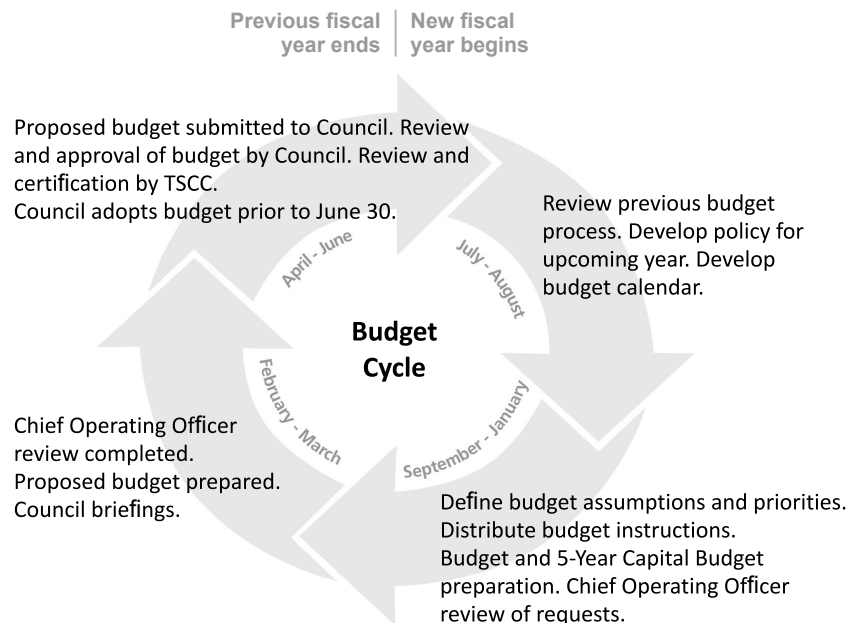 Previous fiscal year ends
New fiscal year begins
Proposed budget submitted to Council. Review
and approval of budget by Council. Review and
certification by TSCC.
Council adopts budget prior to June 30.
April - June
July - August
Review previous budget
process. Develop policy for
upcoming year. Develop
budget calendar.
Budget
Cycle
February - March
September - January
Chief Operating Officer
review completed.
Proposed budget prepared.
Council briefings.
Define budget assumptions and priorities.
Distribute budget instructions.
Budget and 5-Year Capital Budget
preparation. Chief Operating Officer
review of requests.